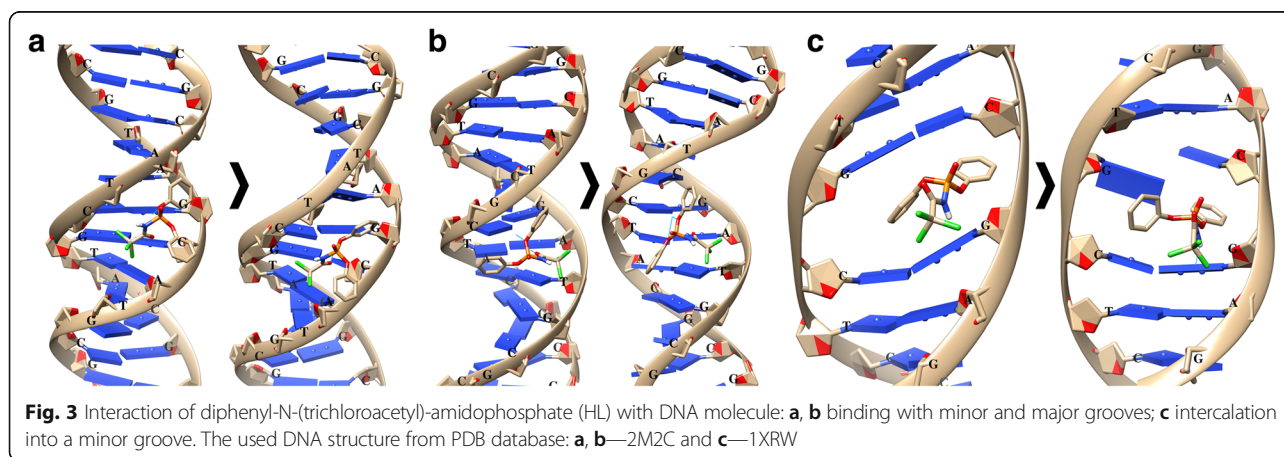 a
b
c
Fig. 3 Interaction of diphenyl-N-(trichloroacetyl)-amidophosphate (HL) with DNA molecule: a, b binding with minor and major grooves; c intercalation
into a minor groove. The used DNA structure from PDB database: a, b—2M2C and c—1XRW